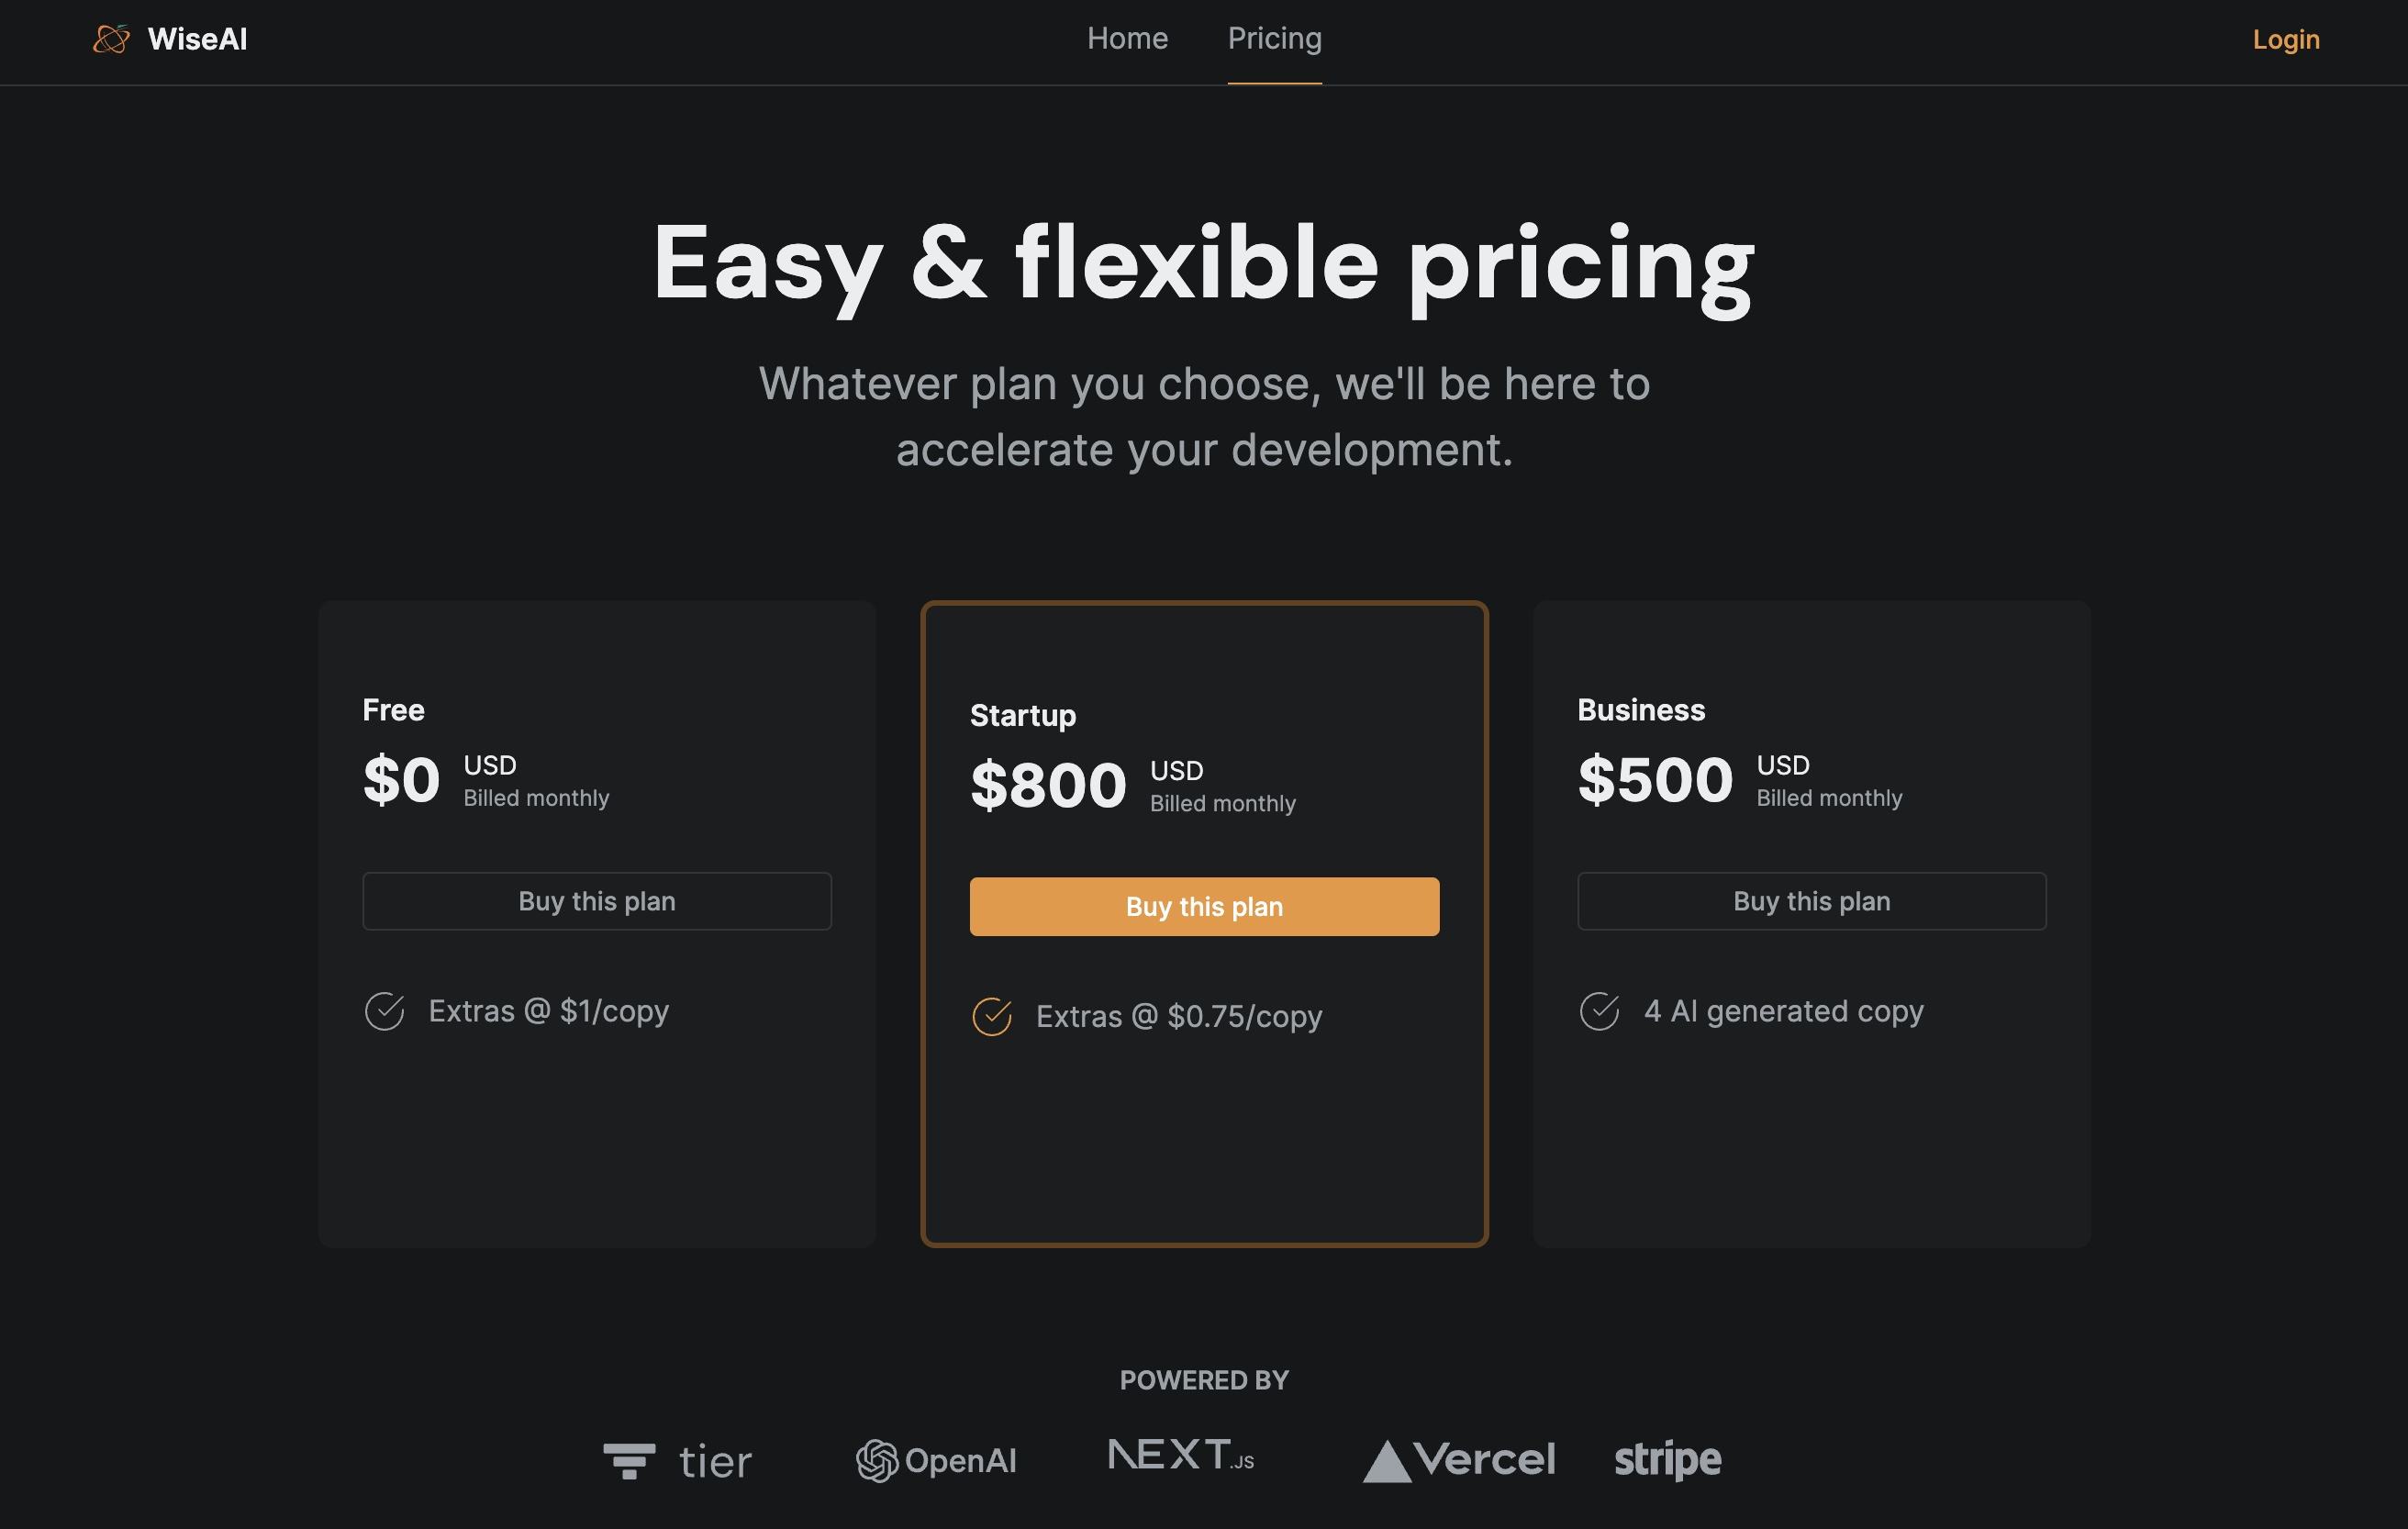 WiseAI
Home
Pricing
Login
Easy & flexible pricing
Whatever plan you choose, we'll be here to
accelerate your development.
Free
$0 USD
Billed monthly
Buy this plan
Extras @ $1/copy
Startup
$800 USD
Billed monthly
Buy this plan
Extras @ $0.75/copy
Business
$500 USD
Billed monthly
Buy this plan
4 AI generated copy
POWERED BY
tier
OpenAI
NEXT.JS
Vercel
stripe